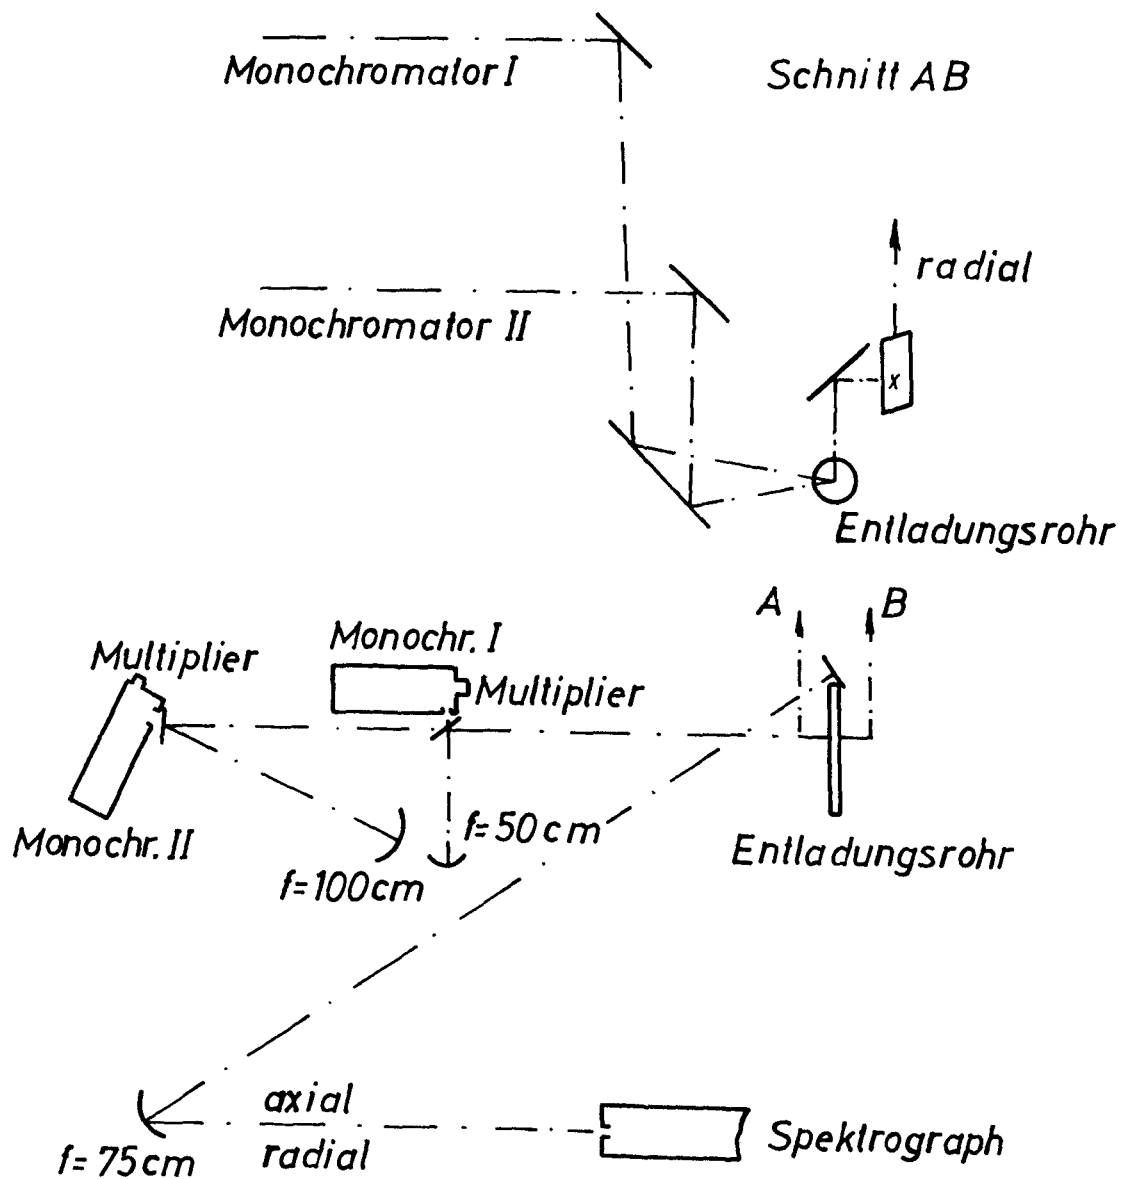 Monochromator I
Schnitt AB
radial
Monochromator II
x
Entladungsrohr
A
B
Monochr. I
Multiplier
Multiplier
f=50cm
Monochr. II
Entladungsrohr
f=100cm
axial
radial
Spektrograph
f=75cm